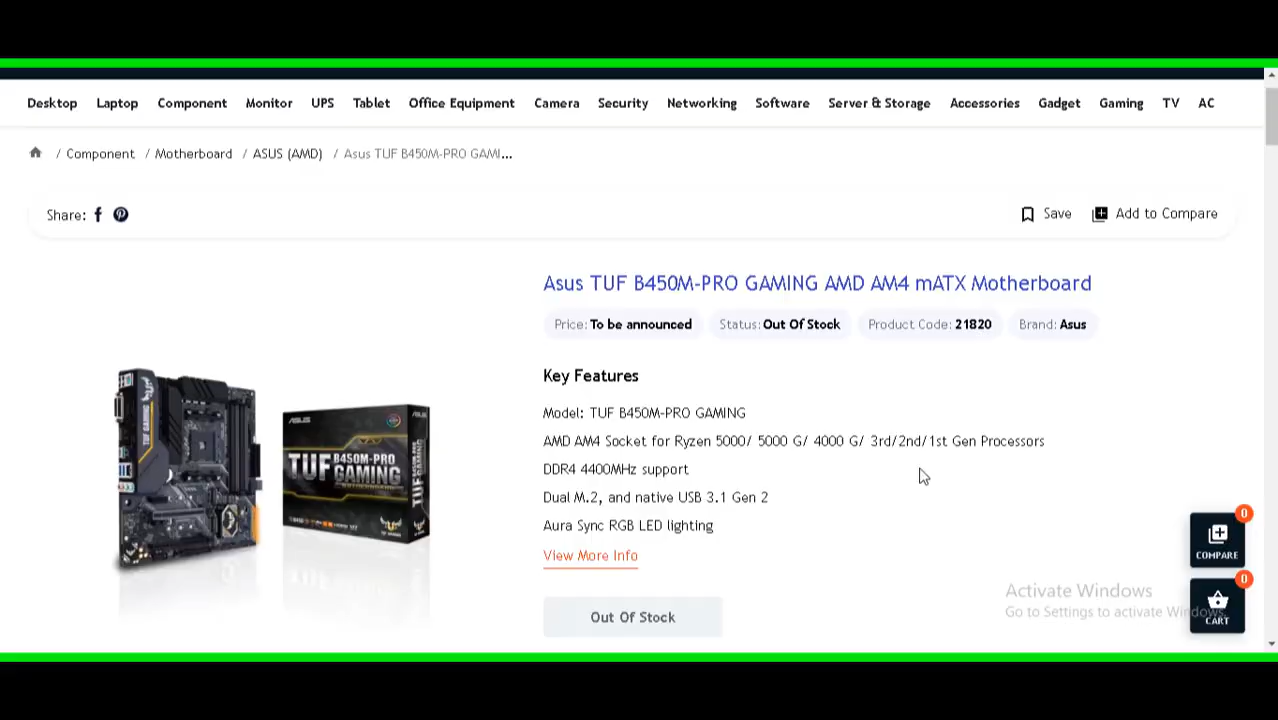 Desktop Laptop Component Monitor UPS Tablet Office Equipment Camera Security Networking Software Server & Storage Accessories Gadget Gaming TV AC
/ Component / Motherboard / ASUS (AMD) / Asus TUF B450M-PRO GAMI...
Share: Save Add to Compare
Asus TUF B450M-PRO GAMING AMD AM4 mATX Motherboard
Price: To be announced Status: Out Of Stock Product Code: 21820 Brand: Asus
Key Features
Model: TUF B450M-PRO GAMING
AMD AM4 Socket for Ryzen 5000/ 5000 G/ 4000 G/ 3rd/2nd/1st Gen Processors
DDR4 4400MHz support
Dual M.2, and native USB 3.1 Gen 2
Aura Sync RGB LED lighting
View More Info
Out Of Stock
TUF GAMING
ASUS
TUF B450M-PRO GAMING
0
COMPARE
0
CART
Activate Windows
Go to Settings to activate Windows.